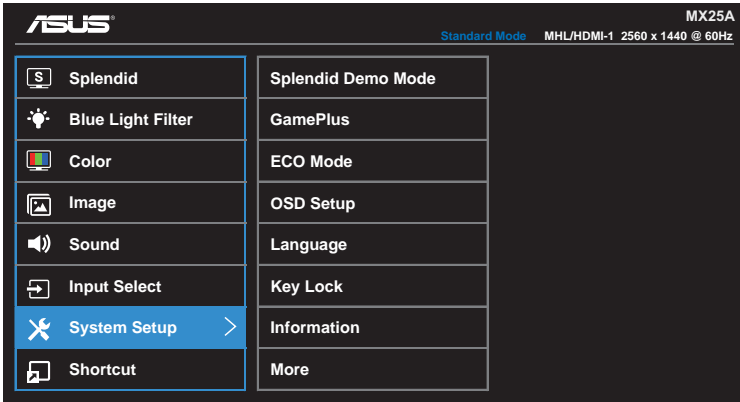 ASUS
MX25A
Standard Mode MHL/HDMI-1 2560 x 1440 @ 60Hz
S Splendid
Blue Light Filter
Color
Image
Sound
Input Select
System Setup
Shortcut
Splendid Demo Mode
GamePlus
ECO Mode
OSD Setup
Language
Key Lock
Information
More